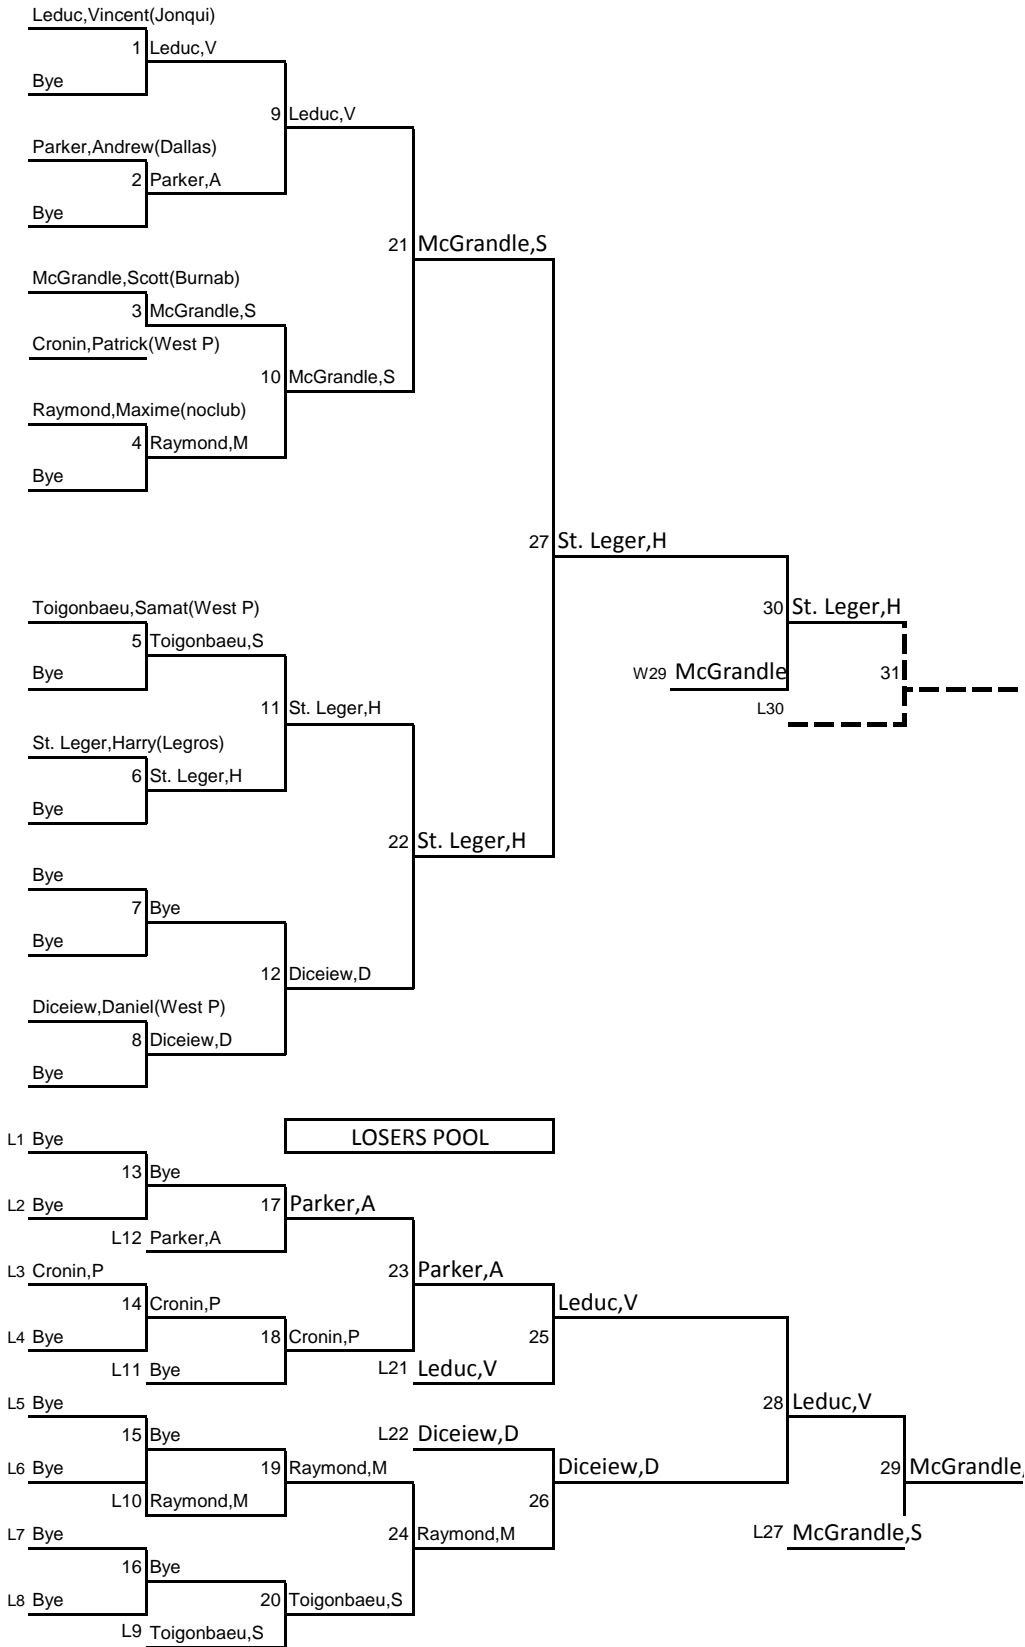 Leduc,Vincent(Jonqui)
1 Leduc,V
Bye
9 Leduc,V
Parker,Andrew(Dallas)
2 Parker,A
Bye
21 McGrandle,S
McGrandle,Scott(Burnab)
3 McGrandle,S
Cronin,Patrick(West P)
10 McGrandle,S
Raymond,Maxime(noclub)
4 Raymond,M
Bye
27 St. Leger,H
Toigonbaeu,Samat(West P)
30 St. Leger,H
5 Toigonbaeu,S
Bye
W29 McGrandle
31
11 St. Leger,H
L30
St. Leger,Harry(Legros)
6 St. Leger,H
Bye
22 St. Leger,H
Bye
7 Bye
Bye
12 Diceiew,D
Diceiew,Daniel(West P)
8 Diceiew,D
Bye
LOSERS POOL
L1 Bye
13 Bye
L2 Bye
17 Parker,A
L12 Parker,A
L3 Cronin,P
23 Parker,A
14 Cronin,P
Leduc,V
L4 Bye
18 Cronin,P
25
L11 Bye
L21 Leduc,V
L5 Bye
28 Leduc,V
15 Bye
L22 Diceiew,D
L6 Bye
19 Raymond,M
Diceiew,D
29 McGrandle,
L10 Raymond,M
26
L7 Bye
24 Raymond,M
L27 McGrandle,S
16 Bye
L8 Bye
20 Toigonbaeu,S
L9 Toigonbaeu,S